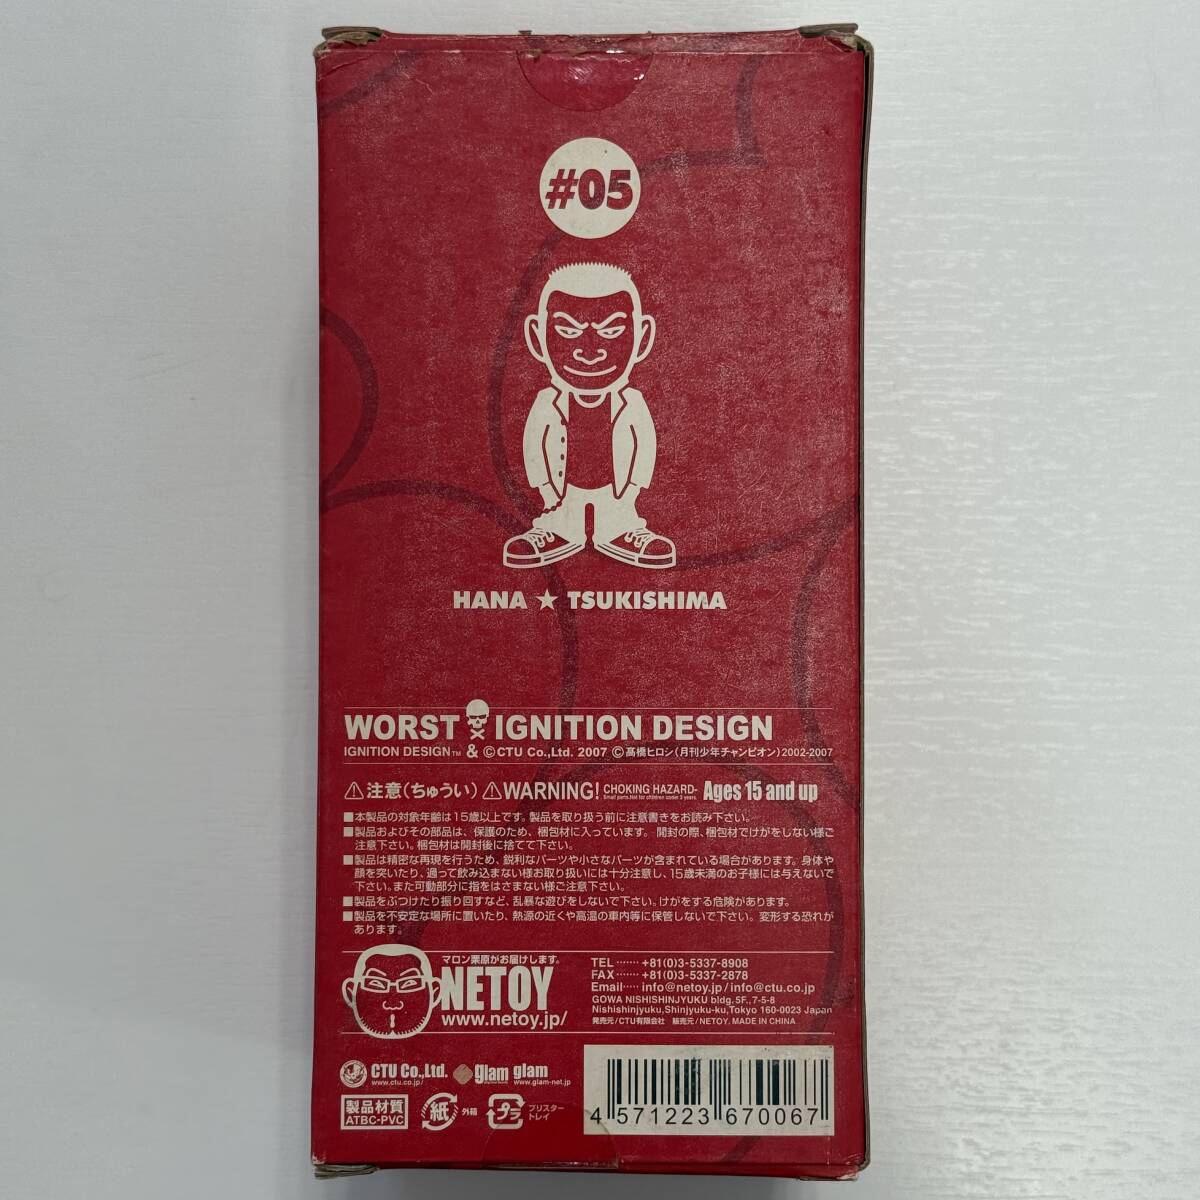 #05
HANA ★ TSUKISHIMA
WORST IGNITION DESIGN
IGNITION DESIGN™ & ©CTU Co.,Ltd. 2007 ©高橋ヒロシ(月刊少年チャンピオン)2002-2007
⚠注意(ちゅうい) ⚠WARNING! CHOKING HAZARD- Small parts.Not for children under 3 years. Ages 15 and up
■本製品の対象年齢は15歳以上です。製品を取り扱う前に注意書きをお読み下さい。
■製品およびその部品は、保護のため、梱包材に入っています。開封の際、梱包材でけがをしない様ご
注意下さい。梱包材は開封後に捨てて下さい。
■製品は精密な再現を行うため、鋭利なパーツや小さなパーツが含まれている場合があります。身体や
顔を突いたり、過って飲み込まない様お取り扱いには十分注意し、15歳未満のお子様には与えないで
下さい。また可動部分に指をはさまない様ご注意下さい。
■製品をぶつけたり振り回すなど、乱暴な遊びをしないで下さい。けがをする危険があります。
■製品を不安定な場所に置いたり、熱源の近くや高温の車内等に保管しないで下さい。変形する恐れが
あります。
マロン栗原がお届けします。
NETOY
www.netoy.jp/
TEL ······· +81(0)3-5337-8908
FAX ······ +81(0)3-5337-2878
Email····· info@netoy.jp/info@ctu.co.jp
GOWA NISHISHINJYUKU bldg.5F.,7-5-8
Nishishinjyuku,Shinjyuku-ku,Tokyo 160-0023 Japan
発売元/CTU有限会社 販売元/NETOY. MADE IN CHINA
CTU Co.,Ltd.
www.ctu.co.jp/
glam glam
www.glam-net.jp
製品材質
ATBC-PVC
紙 外箱
プラ ブリスター
トレイ
4 571223 670067